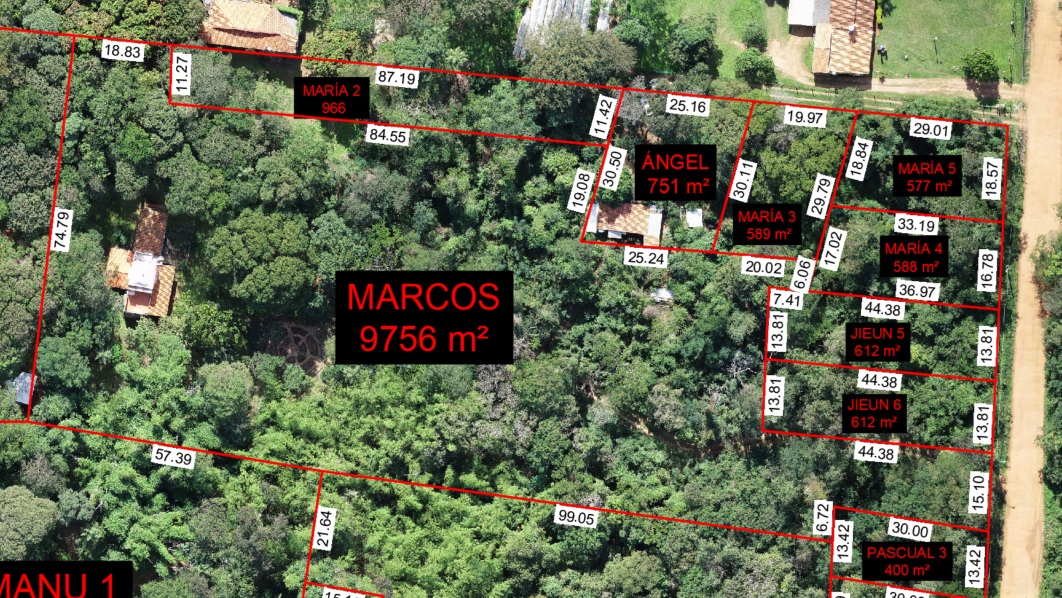 18.83
11.27
87.19
MARÍA 2
966
84.55
11.42
25.16
19.97
29.01
30.50
19.08
ÁNGEL
751 m²
30.11
MARÍA 3
589 m²
29.79
18.84
MARÍA 5
577 m²
18.57
74.79
25.24
20.02
6.06
17.02
33.19
MARÍA 4
588 m²
16.78
36.97
MARCOS
9756 m²
7.41
44.38
13.81
JIEUN 5
612 m²
13.81
44.38
13.81
JIEUN 6
612 m²
13.81
44.38
57.39
21.64
99.05
6.72
15.10
30.00
13.42
PASCUAL 3
400 m²
13.42
MANU 1